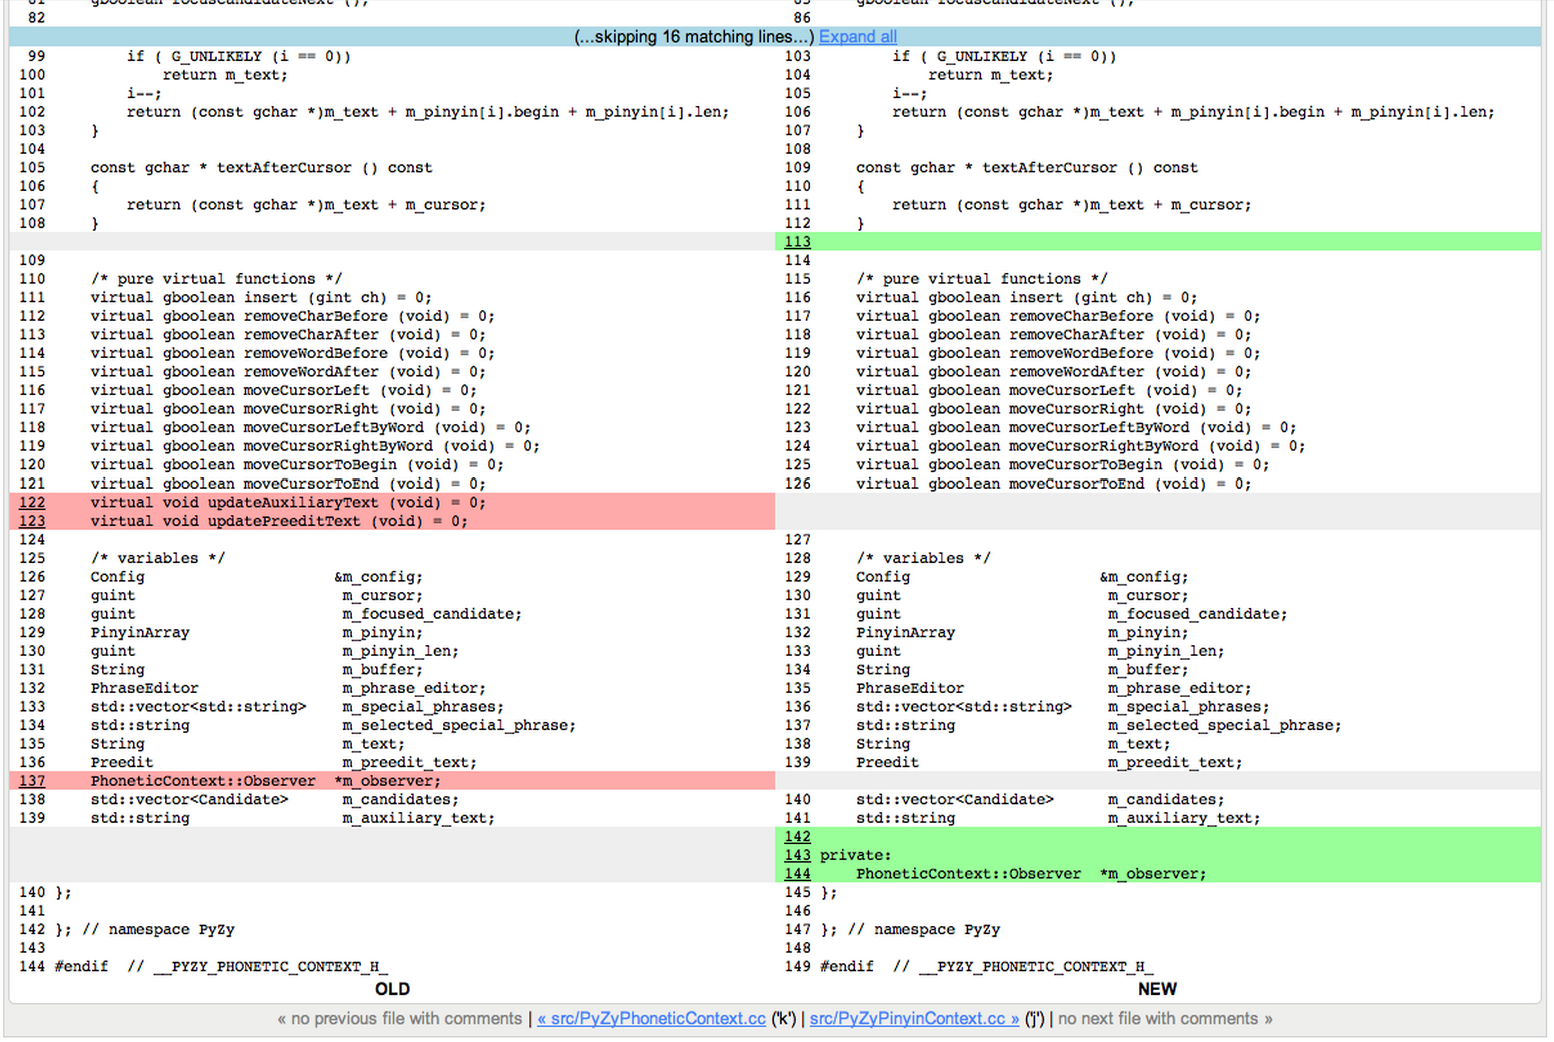 81     gboolean focusCandidateNext ();
82
85     gboolean focusCandidateNext ();
86
(...skipping 16 matching lines...) Expand all
99         if ( G_UNLIKELY (i == 0))
100             return m_text;
101         i--;
102         return (const gchar *)m_text + m_pinyin[i].begin + m_pinyin[i].len;
103     }
104
105     const gchar * textAfterCursor () const
106     {
107         return (const gchar *)m_text + m_cursor;
108     }
109
110     /* pure virtual functions */
111     virtual gboolean insert (gint ch) = 0;
112     virtual gboolean removeCharBefore (void) = 0;
113     virtual gboolean removeCharAfter (void) = 0;
114     virtual gboolean removeWordBefore (void) = 0;
115     virtual gboolean removeWordAfter (void) = 0;
116     virtual gboolean moveCursorLeft (void) = 0;
117     virtual gboolean moveCursorRight (void) = 0;
118     virtual gboolean moveCursorLeftByWord (void) = 0;
119     virtual gboolean moveCursorRightByWord (void) = 0;
120     virtual gboolean moveCursorToBegin (void) = 0;
121     virtual gboolean moveCursorToEnd (void) = 0;
122     virtual void updateAuxiliaryText (void) = 0;
123     virtual void updatePreeditText (void) = 0;
124
125     /* variables */
126     Config                     &m_config;
127     guint                       m_cursor;
128     guint                       m_focused_candidate;
129     PinyinArray                 m_pinyin;
130     guint                       m_pinyin_len;
131     String                      m_buffer;
132     PhraseEditor                m_phrase_editor;
133     std::vector<std::string>    m_special_phrases;
134     std::string                 m_selected_special_phrase;
135     String                      m_text;
136     Preedit                     m_preedit_text;
137     PhoneticContext::Observer  *m_observer;
138     std::vector<Candidate>      m_candidates;
139     std::string                 m_auxiliary_text;
140 };
141
142 }; // namespace PyZy
143
144 #endif  // __PYZY_PHONETIC_CONTEXT_H_
OLD
103         if ( G_UNLIKELY (i == 0))
104             return m_text;
105         i--;
106         return (const gchar *)m_text + m_pinyin[i].begin + m_pinyin[i].len;
107     }
108
109     const gchar * textAfterCursor () const
110     {
111         return (const gchar *)m_text + m_cursor;
112     }
113
114
115     /* pure virtual functions */
116     virtual gboolean insert (gint ch) = 0;
117     virtual gboolean removeCharBefore (void) = 0;
118     virtual gboolean removeCharAfter (void) = 0;
119     virtual gboolean removeWordBefore (void) = 0;
120     virtual gboolean removeWordAfter (void) = 0;
121     virtual gboolean moveCursorLeft (void) = 0;
122     virtual gboolean moveCursorRight (void) = 0;
123     virtual gboolean moveCursorLeftByWord (void) = 0;
124     virtual gboolean moveCursorRightByWord (void) = 0;
125     virtual gboolean moveCursorToBegin (void) = 0;
126     virtual gboolean moveCursorToEnd (void) = 0;
127
128     /* variables */
129     Config                     &m_config;
130     guint                       m_cursor;
131     guint                       m_focused_candidate;
132     PinyinArray                 m_pinyin;
133     guint                       m_pinyin_len;
134     String                      m_buffer;
135     PhraseEditor                m_phrase_editor;
136     std::vector<std::string>    m_special_phrases;
137     std::string                 m_selected_special_phrase;
138     String                      m_text;
139     Preedit                     m_preedit_text;
140     std::vector<Candidate>      m_candidates;
141     std::string                 m_auxiliary_text;
142
143 private:
144     PhoneticContext::Observer  *m_observer;
145 };
146
147 }; // namespace PyZy
148
149 #endif  // __PYZY_PHONETIC_CONTEXT_H_
NEW
« no previous file with comments | « src/PyZyPhoneticContext.cc ('k') | src/PyZyPinyinContext.cc » ('j') | no next file with comments »